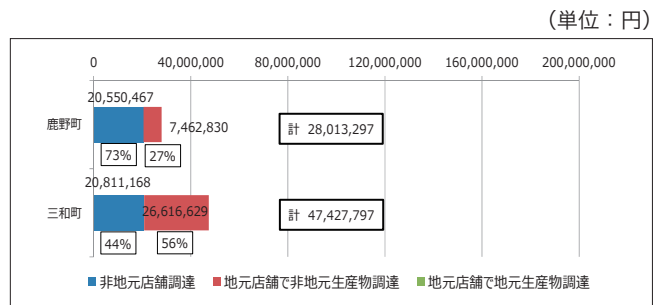 (単位：円)
0 40,000,000 80,000,000 120,000,000 160,000,000 200,000,000
20,550,467
鹿野町 7,462,830 計 28,013,297
73% 27%
20,811,168
三和町 26,616,629 計 47,427,797
44% 56%
非地元店舗調達 地元店舗で非地元生産物調達 地元店舗で地元生産物調達